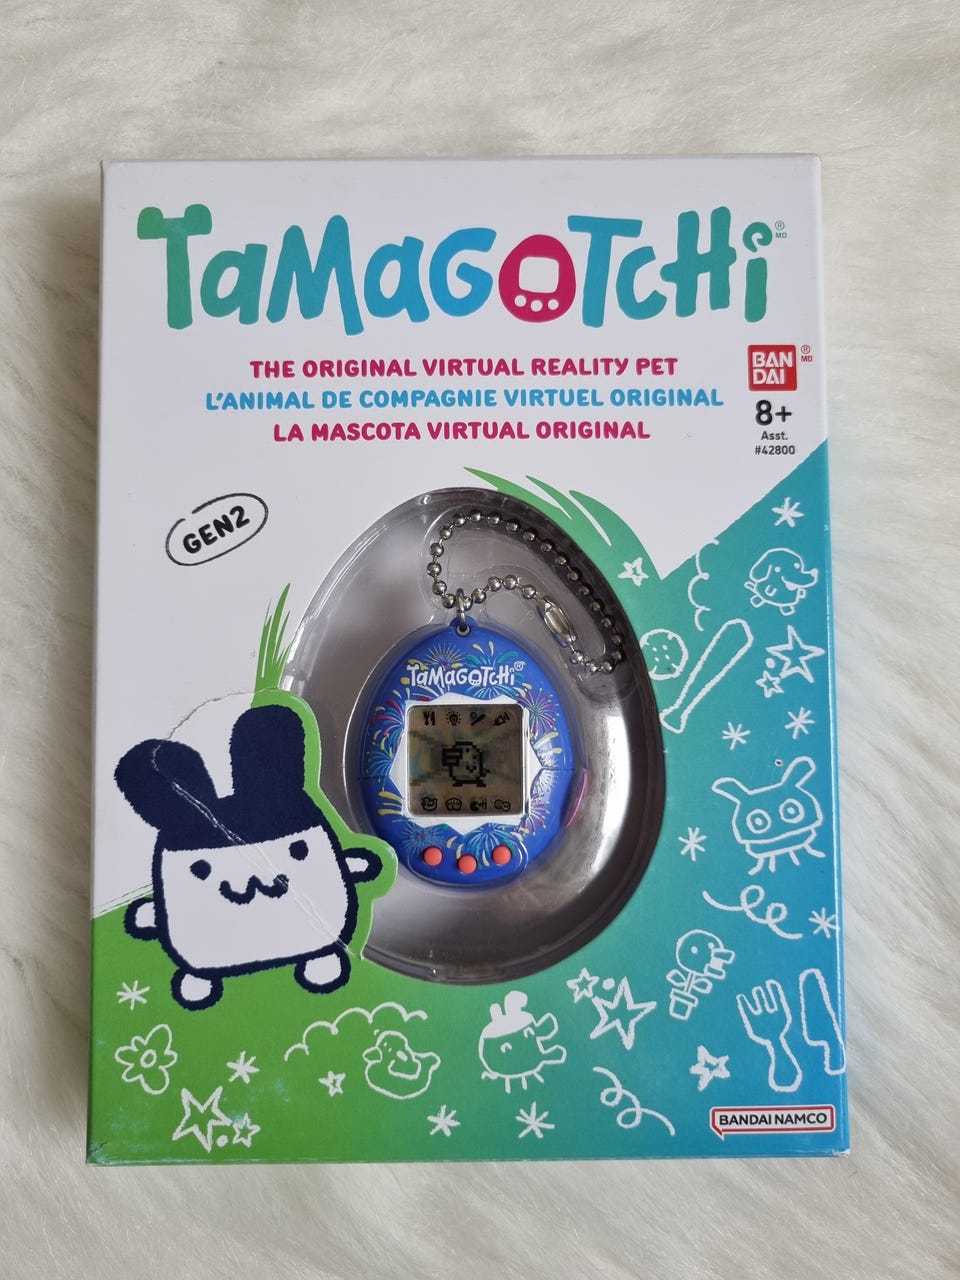 TaMaGoTcHi® MD
THE ORIGINAL VIRTUAL REALITY PET
L'ANIMAL DE COMPAGNIE VIRTUEL ORIGINAL
LA MASCOTA VIRTUAL ORIGINAL
BAN
DAI ® MD
8+
Asst.
#42800
GEN2
TaMaGoTcHi®
BANDAI NAMCO